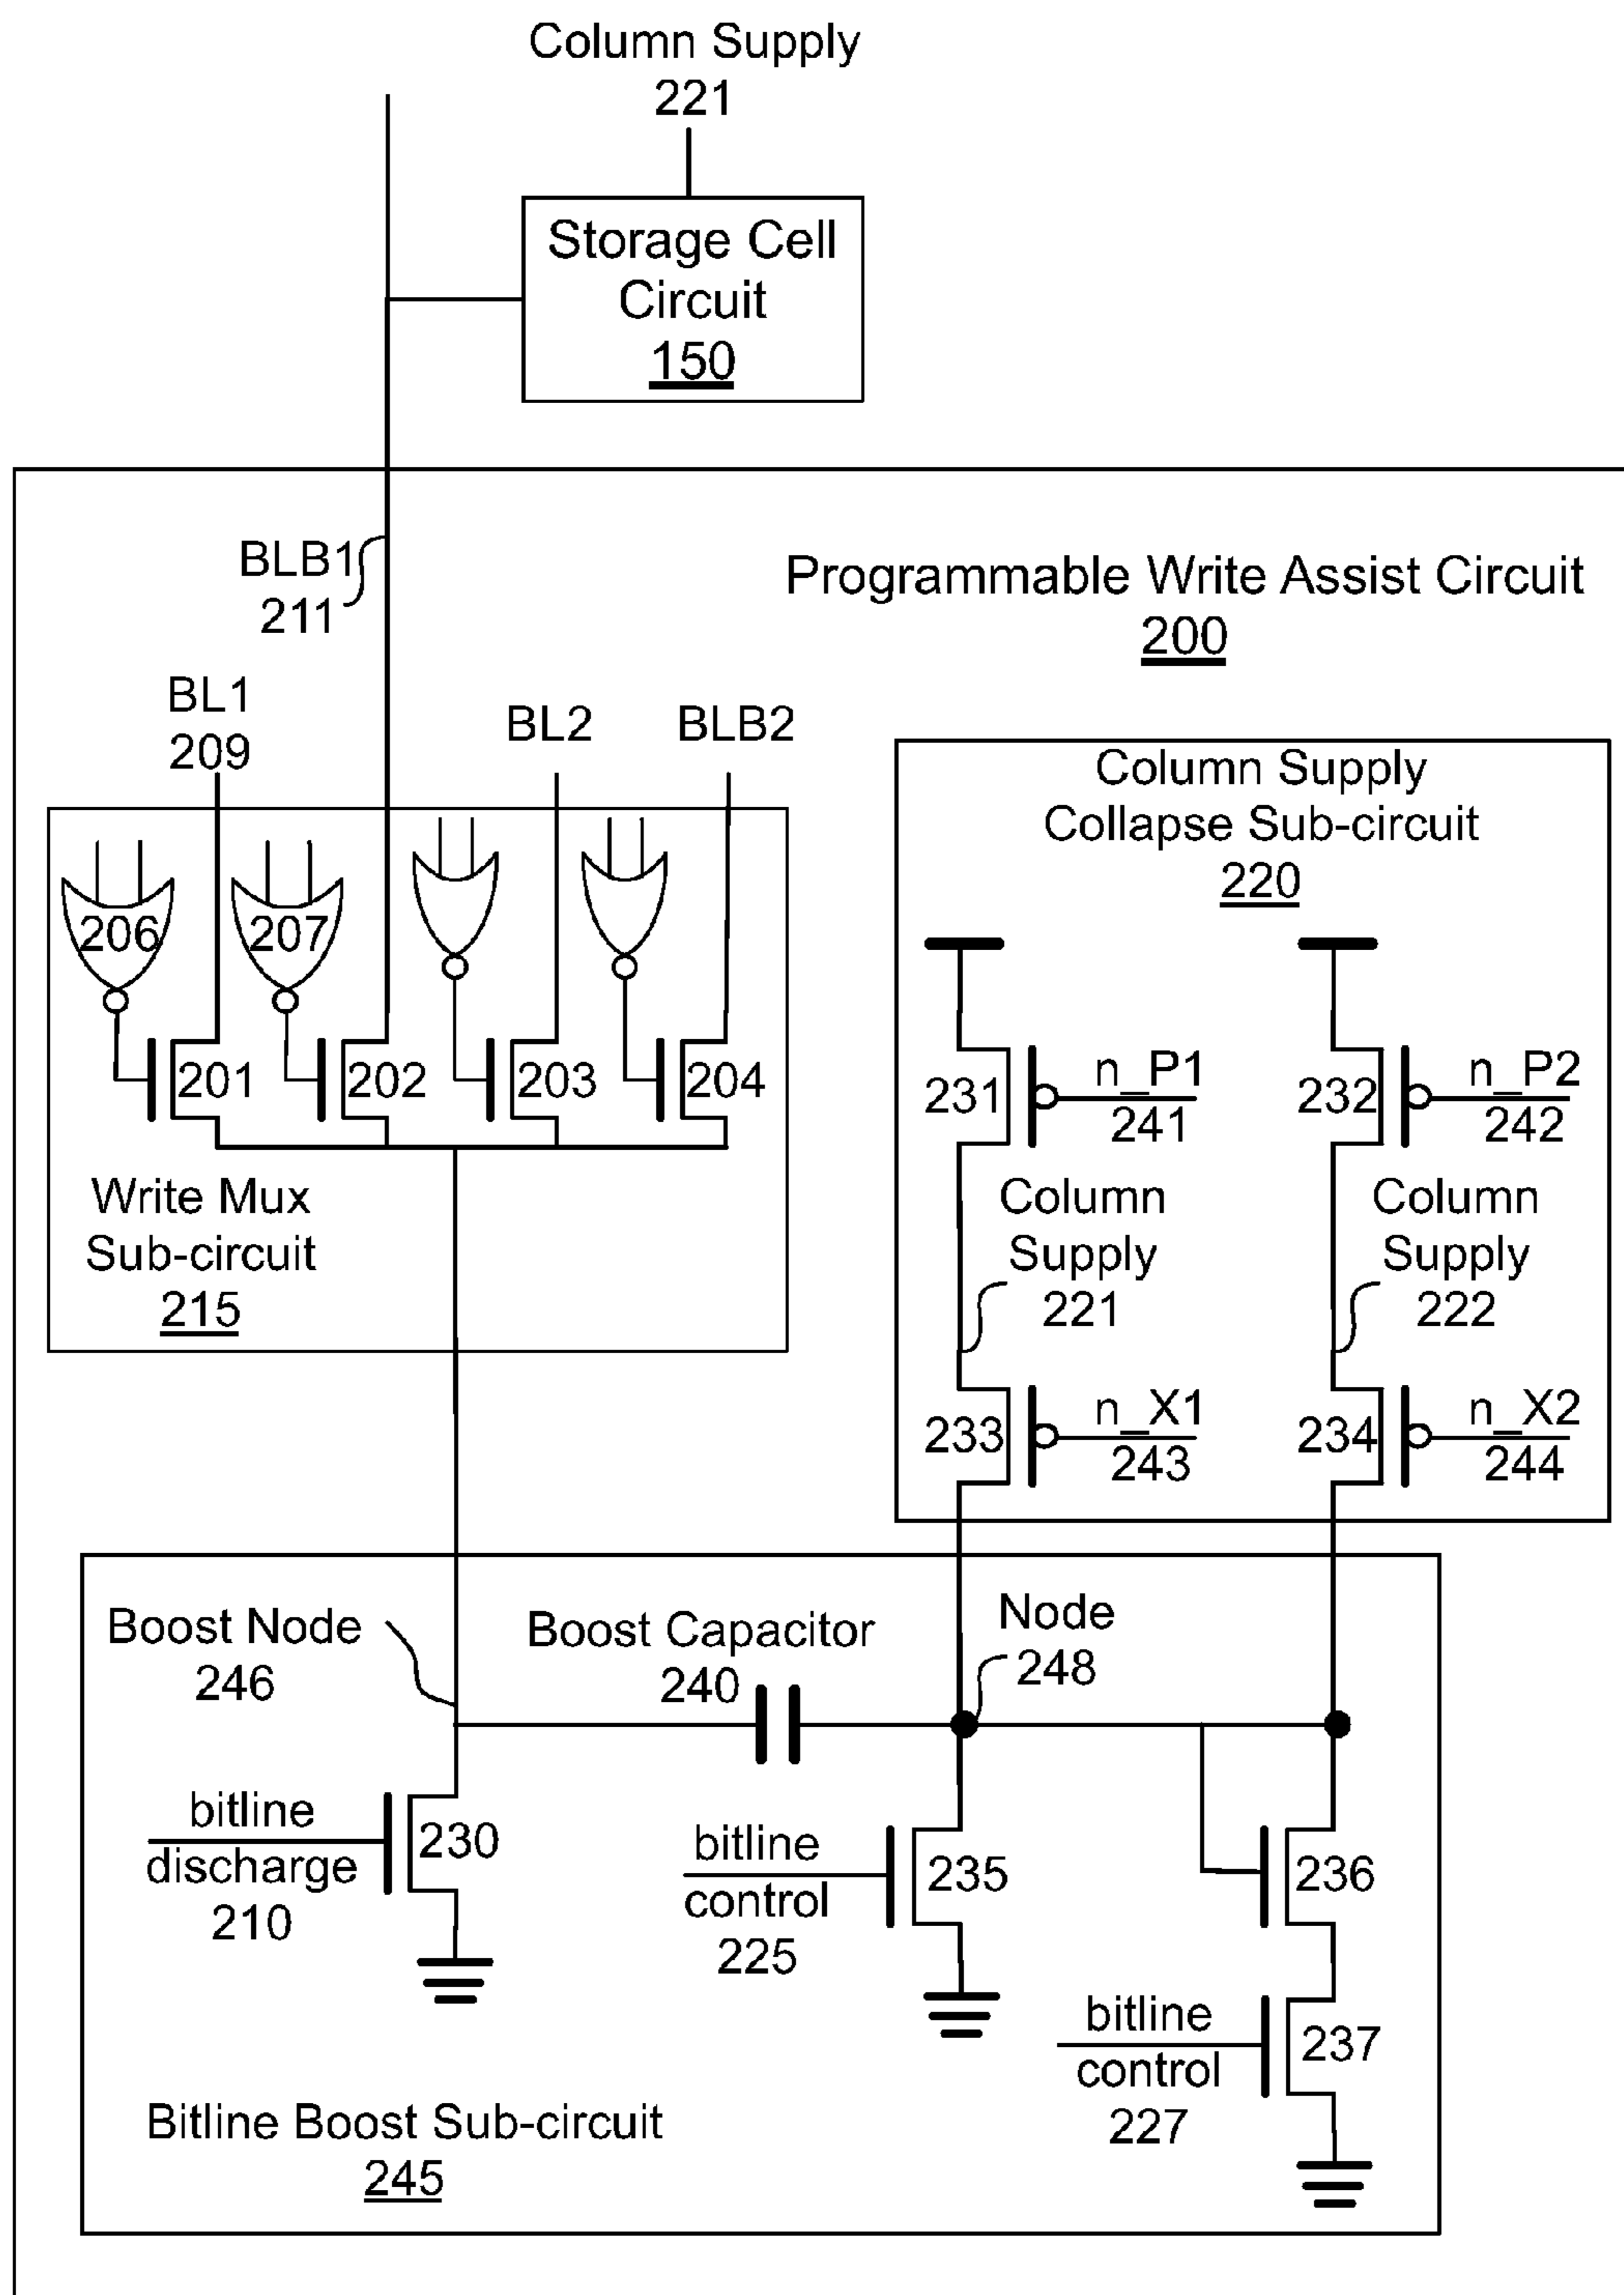 Column Supply
221
Storage Cell
Circuit
150
BLB1
211
Programmable Write Assist Circuit
200
BL1
209
BL2
BLB2
Column Supply
Collapse Sub-circuit
220
206
207
201
202
203
204
231
n_P1
241
232
n_P2
242
Write Mux
Sub-circuit
215
Column
Supply
221
Column
Supply
222
233
n_X1
243
234
n_X2
244
Boost Node
246
Boost Capacitor
240
Node
248
bitline
discharge
210
230
bitline
control
225
235
236
bitline
control
227
237
Bitline Boost Sub-circuit
245